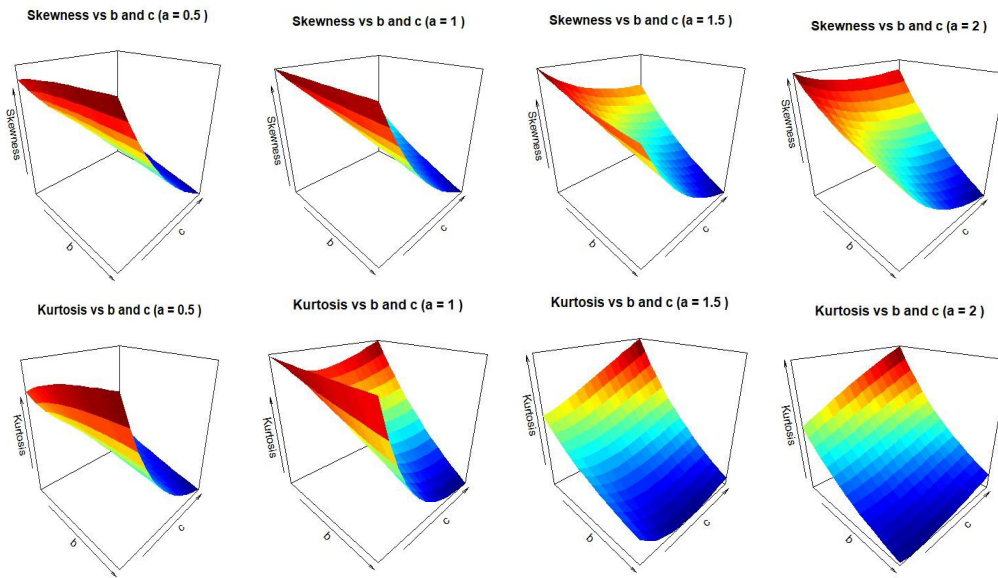 Skewness vs b and c (a = 0.5 )
Skewness
b
c
Skewness vs b and c (a = 1 )
Skewness
b
c
Skewness vs b and c (a = 1.5 )
Skewness
b
c
Skewness vs b and c (a = 2 )
Skewness
b
c
Kurtosis vs b and c (a = 0.5 )
Kurtosis
b
c
Kurtosis vs b and c (a = 1 )
Kurtosis
b
c
Kurtosis vs b and c (a = 1.5 )
Kurtosis
b
c
Kurtosis vs b and c (a = 2 )
Kurtosis
b
c